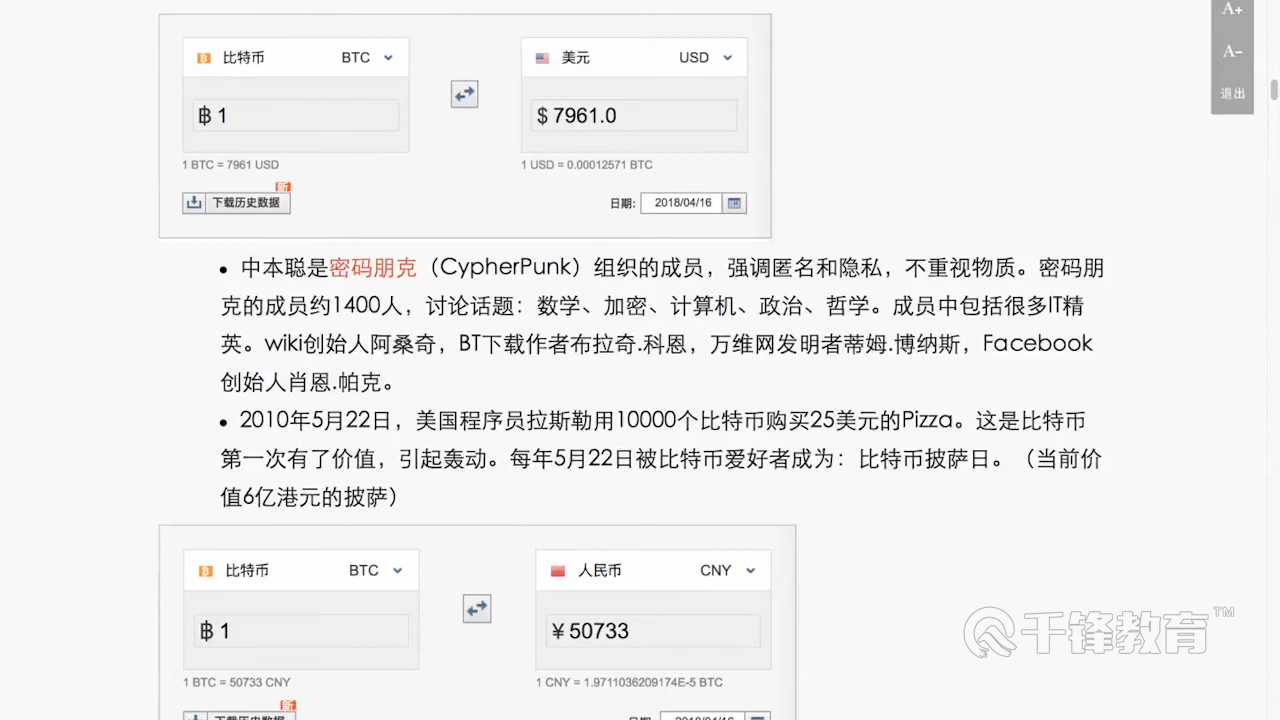 A+
A-
退出
比特币 BTC
美元 USD
฿ 1
$ 7961.0
1 BTC = 7961 USD
1 USD = 0.00012571 BTC
新
下载历史数据
日期: 2018/04/16
• 中本聪是密码朋克（CypherPunk）组织的成员，强调匿名和隐私，不重视物质。密码朋
克的成员约1400人，讨论话题：数学、加密、计算机、政治、哲学。成员中包括很多IT精
英。wiki创始人阿桑奇，BT下载作者布拉奇.科恩，万维网发明者蒂姆.博纳斯，Facebook
创始人肖恩.帕克。
• 2010年5月22日，美国程序员拉斯勒用10000个比特币购买25美元的Pizza。这是比特币
第一次有了价值，引起轰动。每年5月22日被比特币爱好者成为：比特币披萨日。（当前价
值6亿港元的披萨）
比特币 BTC
人民币 CNY
฿ 1
¥ 50733
1 BTC = 50733 CNY
1 CNY = 1.9711036209174E-5 BTC
新
下载历史数据
日期: 2018/04/16
千锋教育™